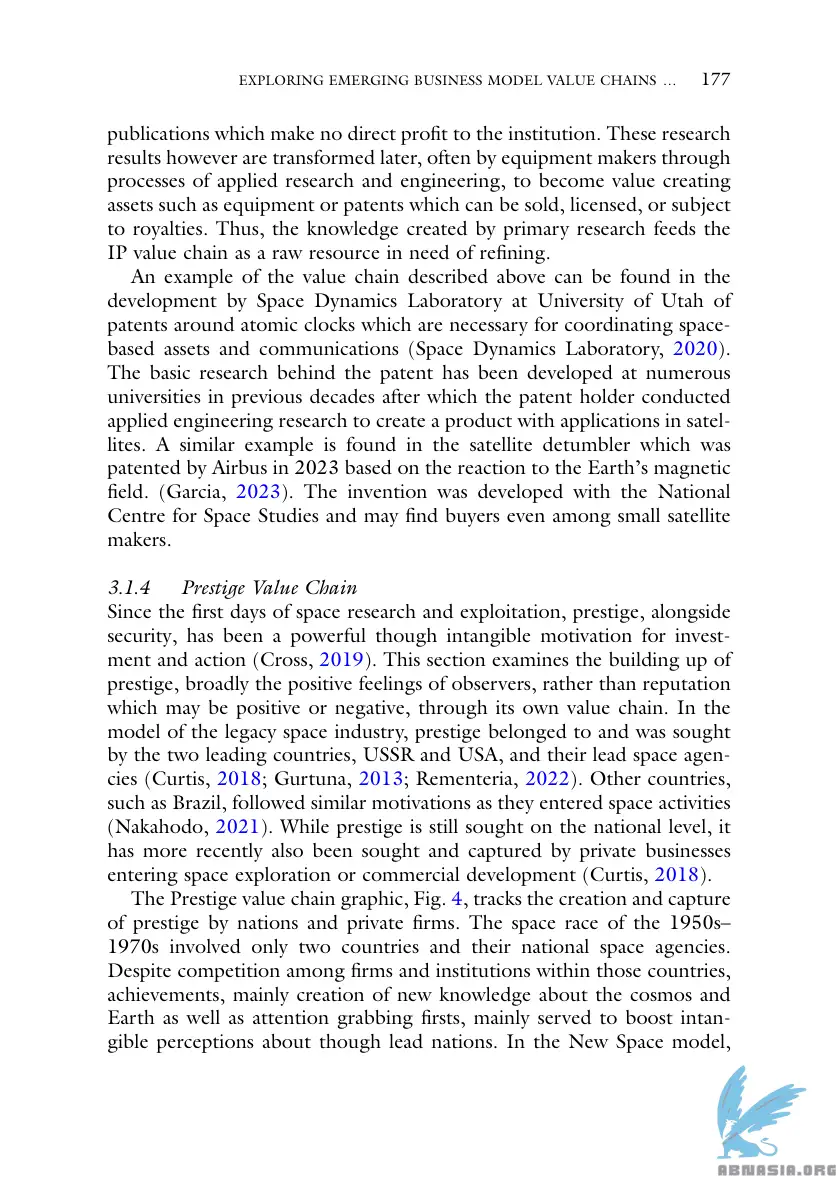 EXPLORING EMERGING BUSINESS MODEL VALUE CHAINS … 177
publications which make no direct profit to the institution. These research
results however are transformed later, often by equipment makers through
processes of applied research and engineering, to become value creating
assets such as equipment or patents which can be sold, licensed, or subject
to royalties. Thus, the knowledge created by primary research feeds the
IP value chain as a raw resource in need of refining.
An example of the value chain described above can be found in the
development by Space Dynamics Laboratory at University of Utah of
patents around atomic clocks which are necessary for coordinating space-
based assets and communications (Space Dynamics Laboratory, 2020).
The basic research behind the patent has been developed at numerous
universities in previous decades after which the patent holder conducted
applied engineering research to create a product with applications in satel-
lites. A similar example is found in the satellite detumbler which was
patented by Airbus in 2023 based on the reaction to the Earth's magnetic
field. (Garcia, 2023). The invention was developed with the National
Centre for Space Studies and may find buyers even among small satellite
makers.
3.1.4 Prestige Value Chain
Since the first days of space research and exploitation, prestige, alongside
security, has been a powerful though intangible motivation for invest-
ment and action (Cross, 2019). This section examines the building up of
prestige, broadly the positive feelings of observers, rather than reputation
which may be positive or negative, through its own value chain. In the
model of the legacy space industry, prestige belonged to and was sought
by the two leading countries, USSR and USA, and their lead space agen-
cies (Curtis, 2018; Gurtuna, 2013; Rementeria, 2022). Other countries,
such as Brazil, followed similar motivations as they entered space activities
(Nakahodo, 2021). While prestige is still sought on the national level, it
has more recently also been sought and captured by private businesses
entering space exploration or commercial development (Curtis, 2018).
The Prestige value chain graphic, Fig. 4, tracks the creation and capture
of prestige by nations and private firms. The space race of the 1950s–
1970s involved only two countries and their national space agencies.
Despite competition among firms and institutions within those countries,
achievements, mainly creation of new knowledge about the cosmos and
Earth as well as attention grabbing firsts, mainly served to boost intan-
gible perceptions about though lead nations. In the New Space model,
ABNASIA.ORG